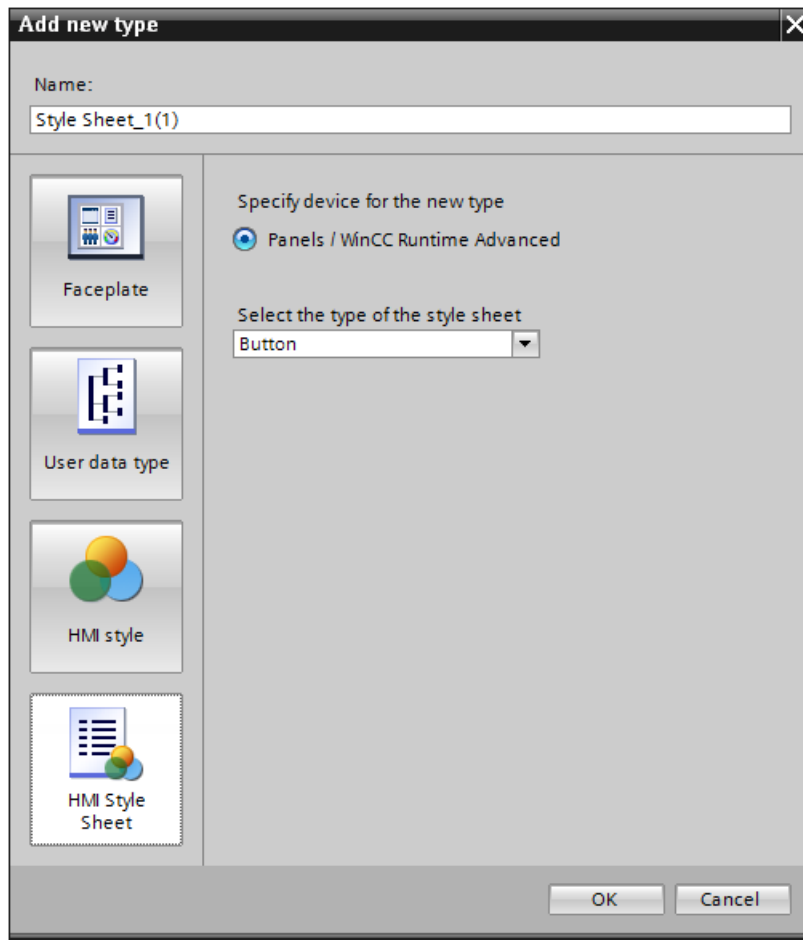 Add new type
Name:
Style Sheet_1(1)
Faceplate
User data type
HMI style
HMI Style
Sheet
Specify device for the new type
Panels / WinCC Runtime Advanced
Select the type of the style sheet
Button
OK
Cancel